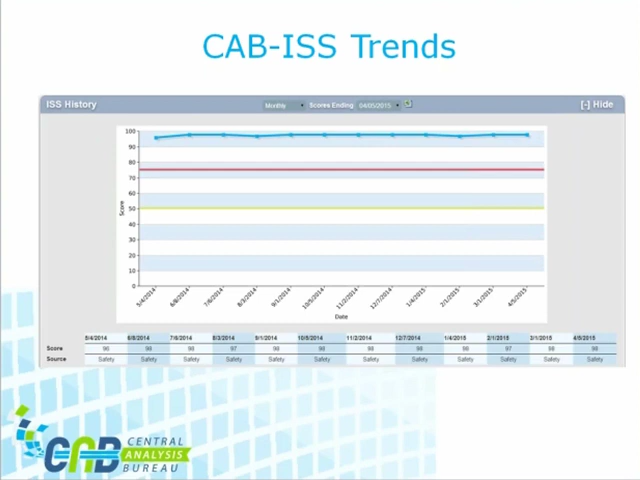 CAB-ISS Trends
ISS History
Monthly
Scores Ending
04/05/2015
[-] Hide
100
90
80
70
60
50
40
30
20
10
0
Score
5/4/2014
6/8/2014
7/6/2014
8/3/2014
9/1/2014
10/5/2014
11/2/2014
12/7/2014
1/4/2015
2/1/2015
3/1/2015
4/5/2015
Date
5/4/2014 6/8/2014 7/6/2014 8/3/2014 9/1/2014 10/5/2014 11/2/2014 12/7/2014 1/4/2015 2/1/2015 3/1/2015 4/5/2015
Score 96 98 98 97 98 98 98 98 98 97 98 98
Source Safety Safety Safety Safety Safety Safety Safety Safety Safety Safety Safety Safety
CAB
CENTRAL
ANALYSIS
BUREAU